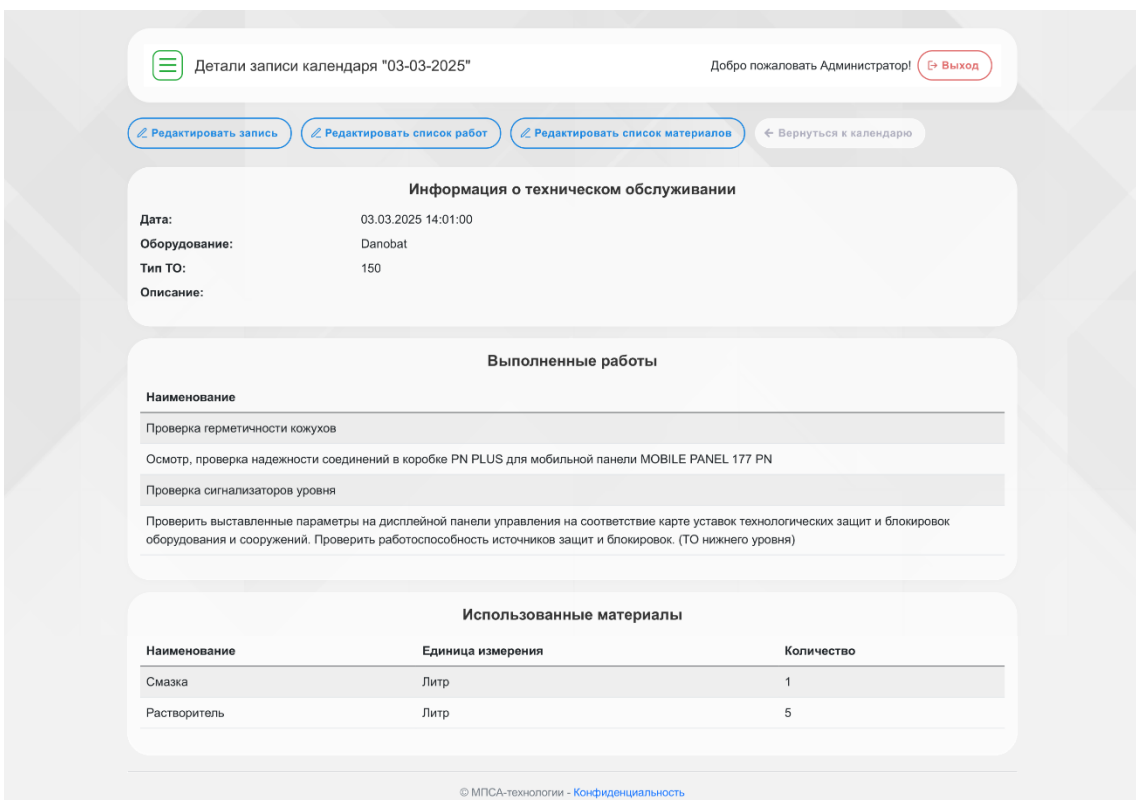 Детали записи календаря "03-03-2025"
Добро пожаловать Администратор!
Выход
Редактировать запись
Редактировать список работ
Редактировать список материалов
Вернуться к календарю
Информация о техническом обслуживании
Дата: 03.03.2025 14:01:00
Оборудование: Danobat
Тип ТО: 150
Описание:
Выполненные работы
Наименование
Проверка герметичности кожухов
Осмотр, проверка надежности соединений в коробке PN PLUS для мобильной панели MOBILE PANEL 177 PN
Проверка сигнализаторов уровня
Проверить выставленные параметры на дисплейной панели управления на соответствие карте уставок технологических защит и блокировок
оборудования и сооружений. Проверить работоспособность источников защит и блокировок. (ТО нижнего уровня)
Использованные материалы
Наименование Единица измерения Количество
Смазка Литр 1
Растворитель Литр 5
© МПСА-технологии - Конфиденциальность